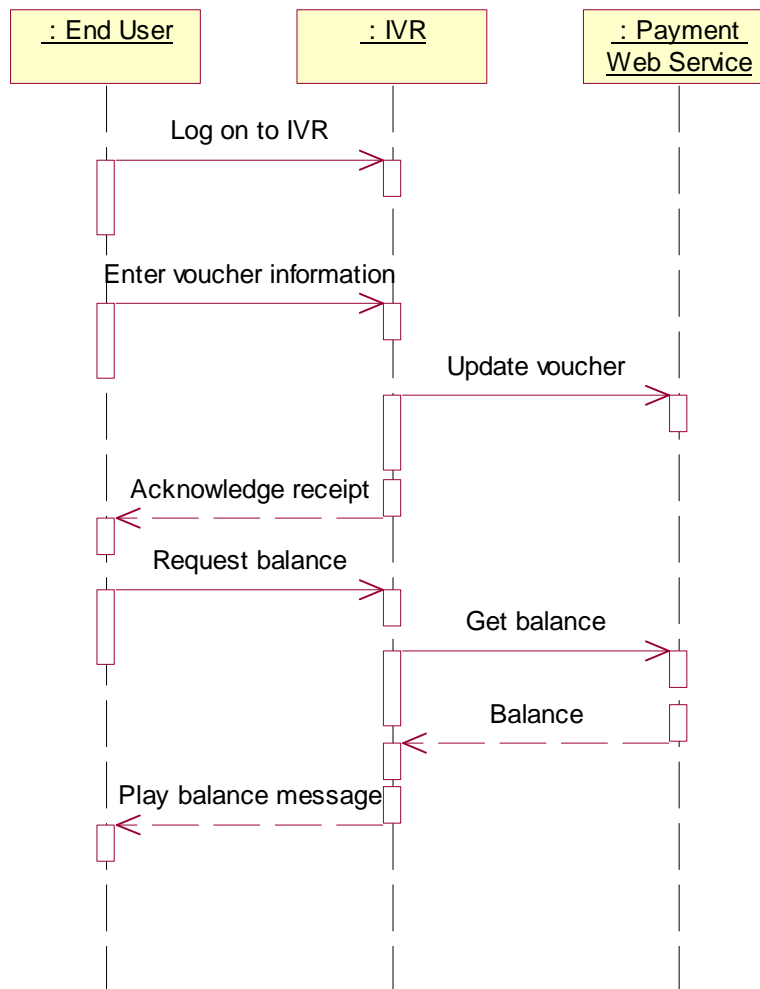 : End User
: IVR
: Payment
Web Service
Log on to IVR
Enter voucher information
Update voucher
Acknowledge receipt
Request balance
Get balance
Balance
Play balance message